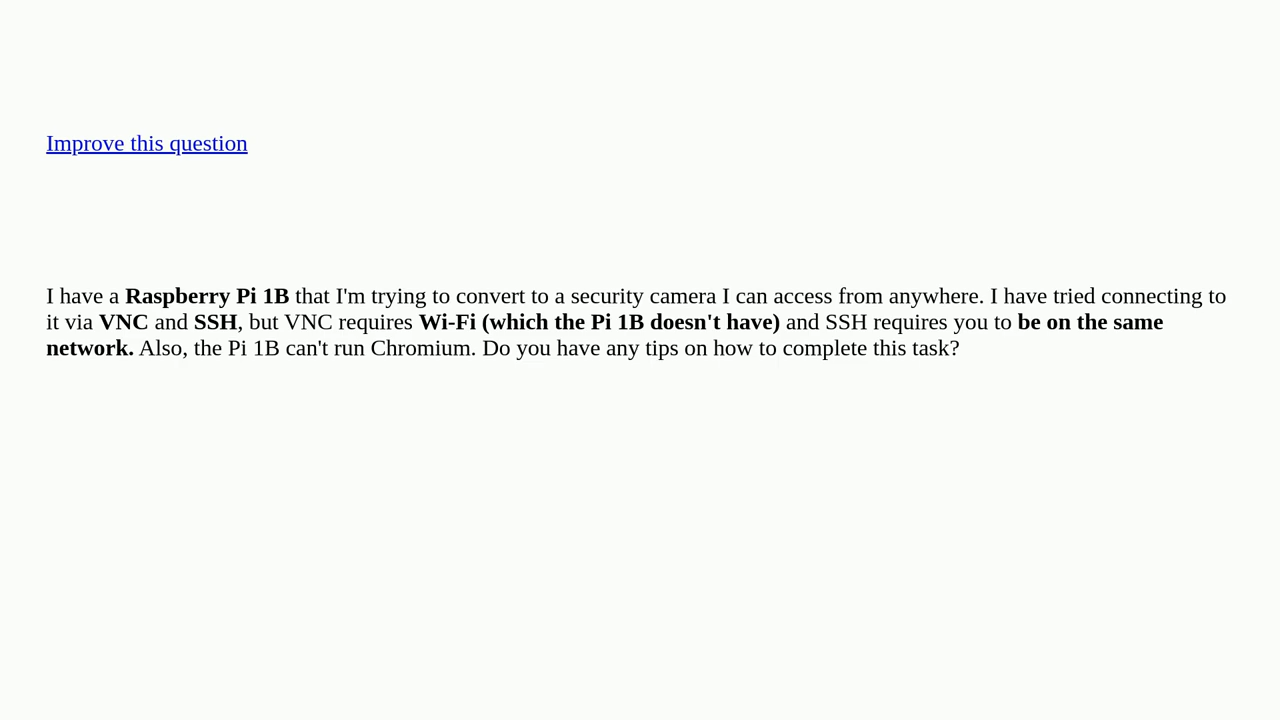 Improve this question
I have a Raspberry Pi 1B that I'm trying to convert to a security camera I can access from anywhere. I have tried connecting to
it via VNC and SSH, but VNC requires Wi-Fi (which the Pi 1B doesn't have) and SSH requires you to be on the same
network. Also, the Pi 1B can't run Chromium. Do you have any tips on how to complete this task?